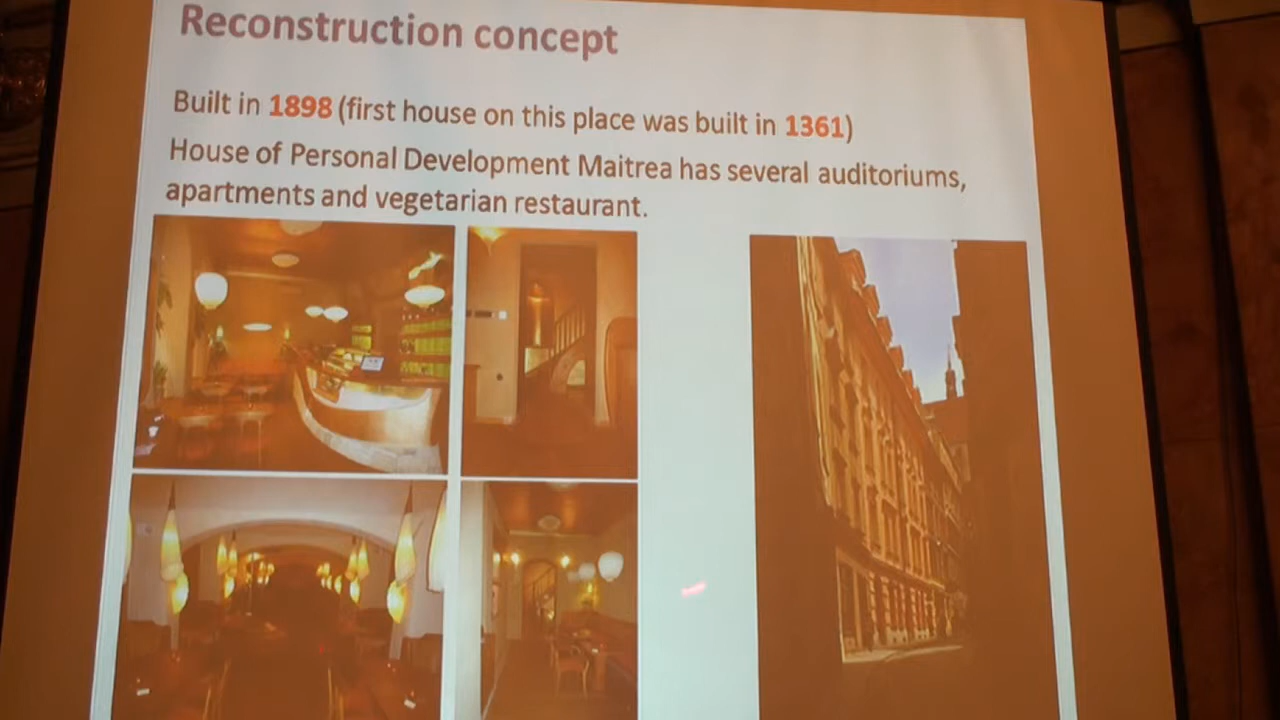 Reconstruction concept
Built in 1898 (first house on this place was built in 1361)
House of Personal Development Maitrea has several auditoriums,
apartments and vegetarian restaurant.